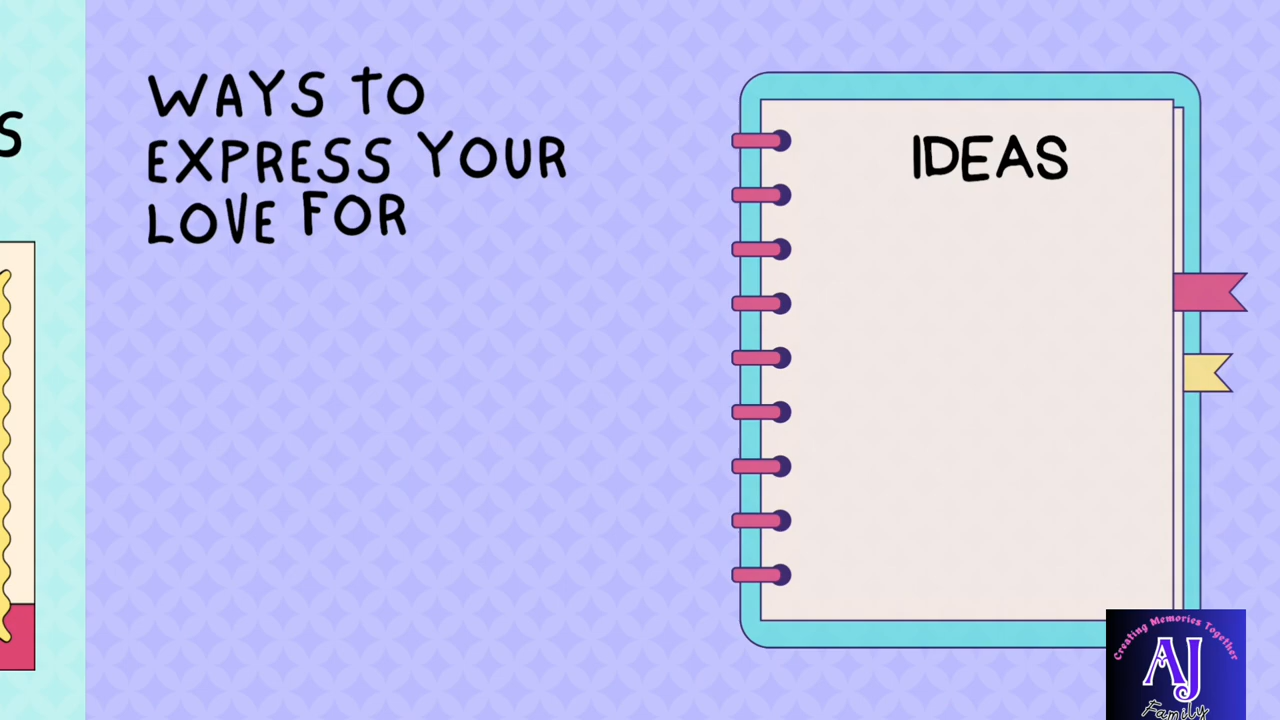 S
WAYS TO
EXPRESS YOUR
LOVE FOR
IDEAS
Creating Memories Together
AJ
Family